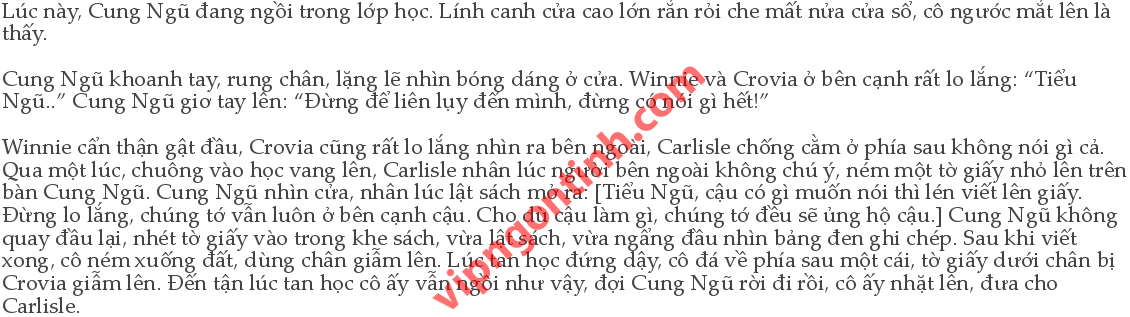 Lúc này, Cung Ngũ đang ngồi trong lớp học. Lính canh cửa cao lớn rắn rỏi che mất nửa cửa sổ, cô ngước mắt lên là
thấy.
Cung Ngũ khoanh tay, rung chân, lặng lẽ nhìn bóng dáng ở cửa. Winnie và Crovia ở bên cạnh rất lo lắng: “Tiểu
Ngũ..” Cung Ngũ giơ tay lên: “Đừng để liên lụy đến mình, đừng có nói gì hết!”
Winnie cẩn thận gật đầu, Crovia cũng rất lo lắng nhìn ra bên ngoài, Carlisle chống cằm ở phía sau không nói gì cả.
Qua một lúc, chuông vào học vang lên, Carlisle nhân lúc người bên ngoài không chú ý, ném một tờ giấy nhỏ lên trên
bàn Cung Ngũ. Cung Ngũ nhìn cửa, nhân lúc lật sách mở ra: [Tiểu Ngũ, cậu có gì muốn nói thì lén viết lên giấy.
Đừng lo lắng, chúng tớ vẫn luôn ở bên cạnh cậu. Cho dù cậu làm gì, chúng tớ đều sẽ ủng hộ cậu.] Cung Ngũ không
quay đầu lại, nhét tờ giấy vào trong khe sách, vừa lật sách, vừa ngẩng đầu nhìn bảng đen ghi chép. Sau khi viết
xong, cô ném xuống đất, dùng chân giẫm lên. Lúc tan học đứng dậy, cô đá về phía sau một cái, tờ giấy dưới chân bị
Crovia giẫm lên. Đến tận lúc tan học cô ấy vẫn ngồi như vậy, đợi Cung Ngũ rời đi rồi, cô ấy nhặt lên, đưa cho
Carlisle.
vipngontinh.com